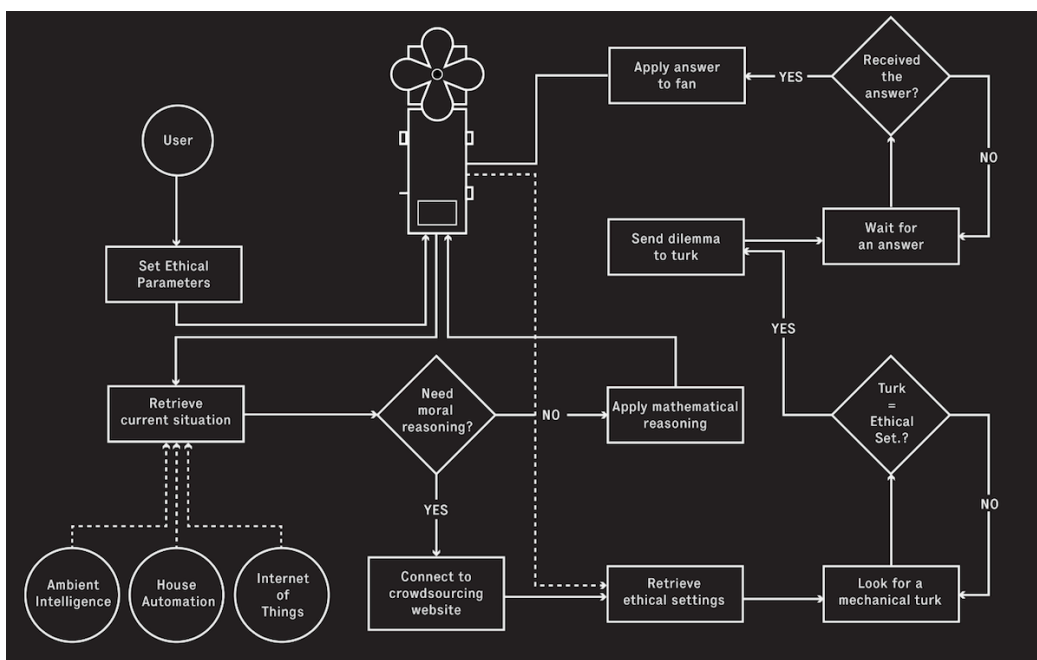 User
Set Ethical
Parameters
Retrieve
current situation
Ambient
Intelligence
House
Automation
Internet
of
Things
Need
moral
reasoning?
NO
Apply mathematical
reasoning
YES
Connect to
crowdsourcing
website
Retrieve
ethical settings
Look for a
mechanical turk
Turk
=
Ethical
Set.?
NO
YES
Send dilemma
to turk
Wait for
an answer
Received
the
answer?
NO
YES
Apply answer
to fan